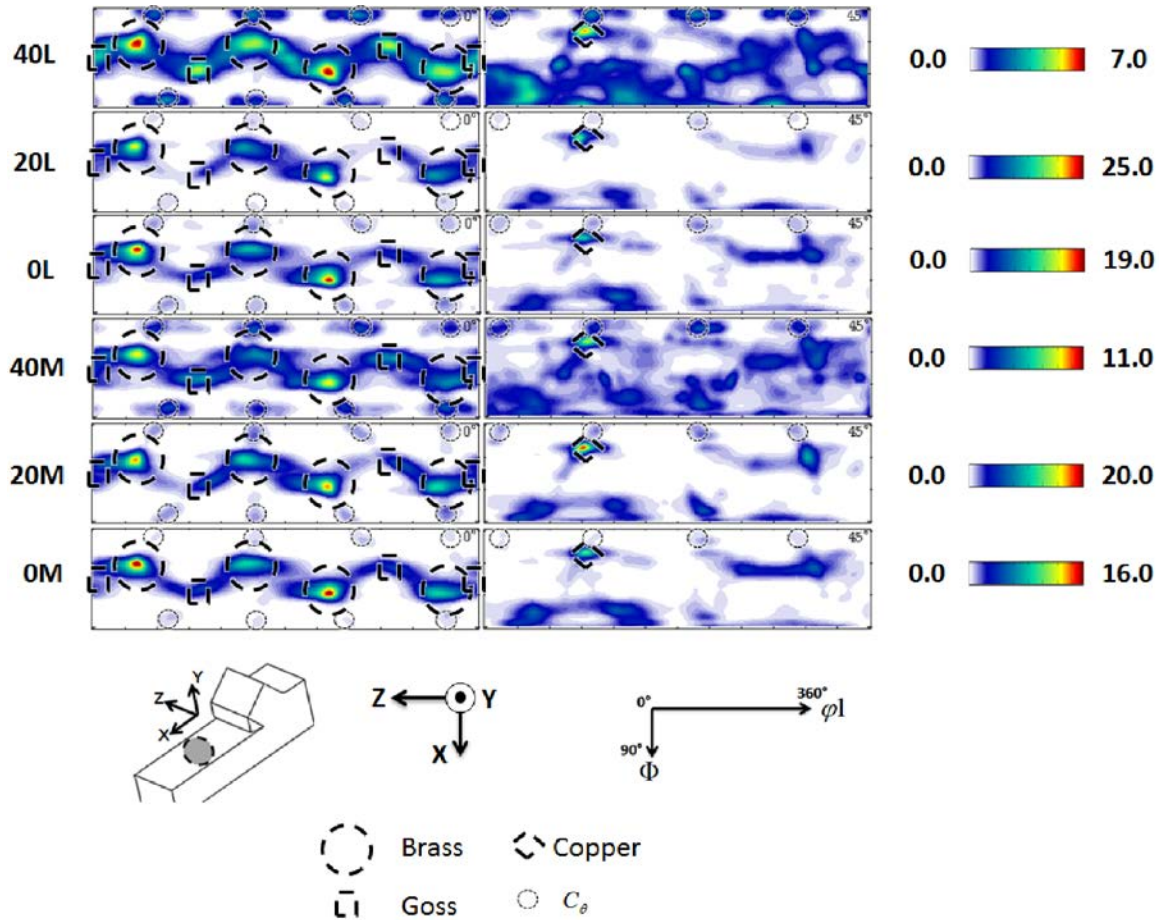 40L 0° 45° 0.0 7.0
20L 45° 0.0 25.0
0L 0° 45° 0.0 19.0
40M 0° 45° 0.0 11.0
20M 0° 45° 0.0 20.0
0M 0° 45° 0.0 16.0
Y
Z
X
Z Y
X
0° 360° φ1
90°
Φ
Brass Copper
Goss Cθ